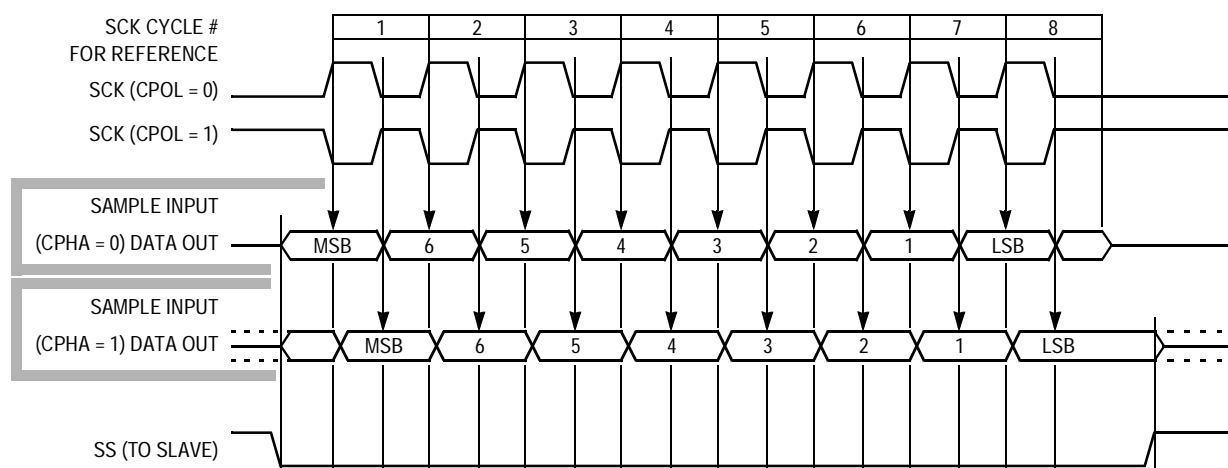 SCK CYCLE # 1 2 3 4 5 6 7 8
FOR REFERENCE
SCK (CPOL = 0)
SCK (CPOL = 1)
SAMPLE INPUT
(CPHA = 0) DATA OUT MSB 6 5 4 3 2 1 LSB
SAMPLE INPUT
(CPHA = 1) DATA OUT MSB 6 5 4 3 2 1 LSB
SS (TO SLAVE)